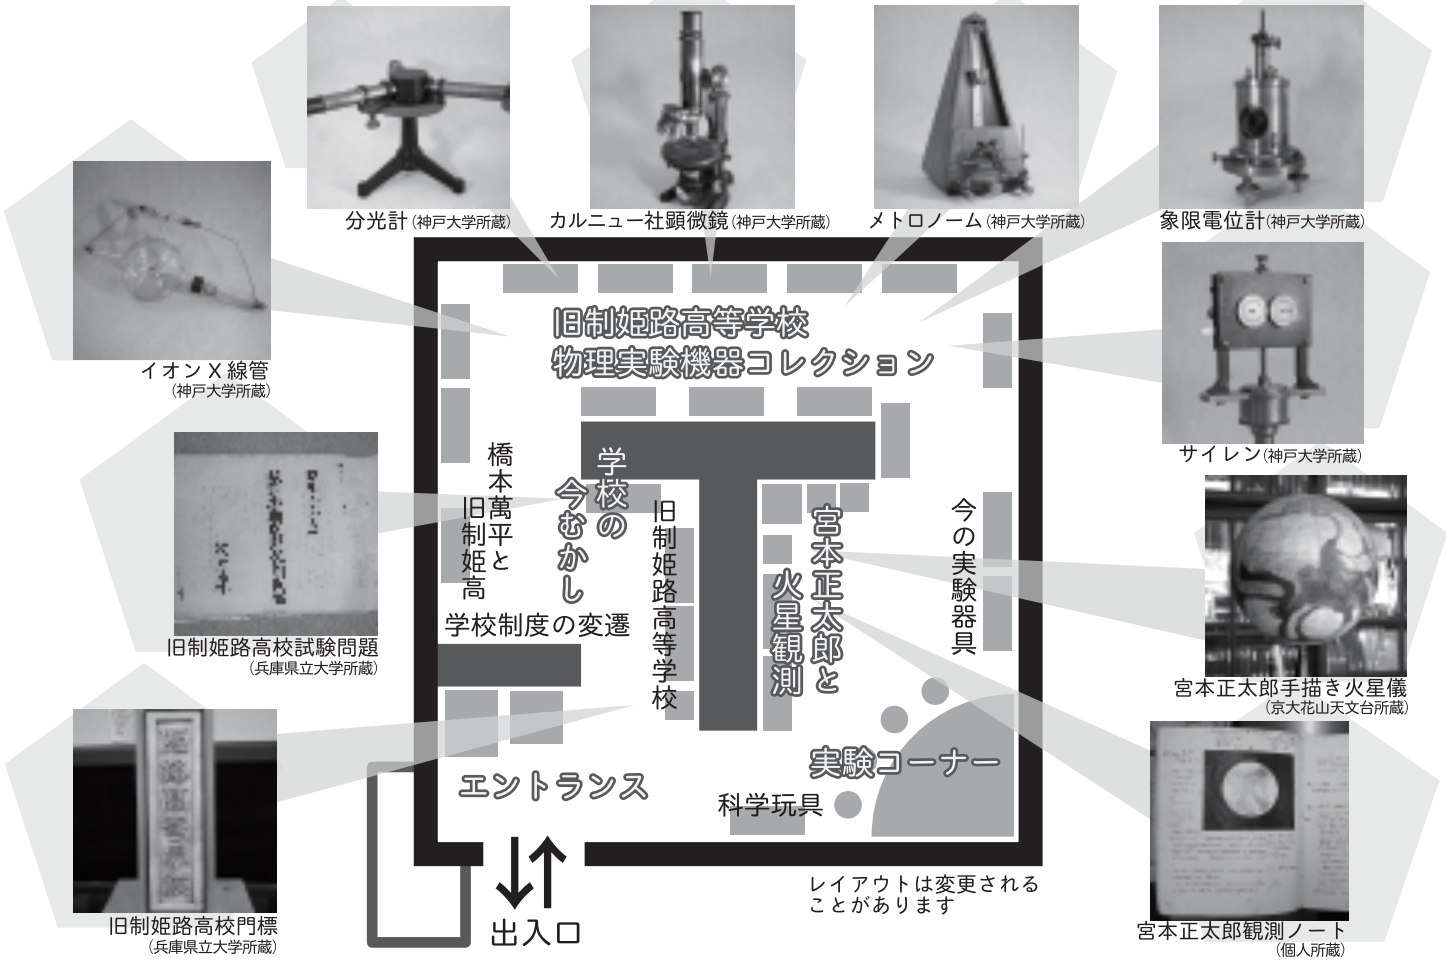 分光計(神戸大学所蔵)
カルニュー社顕微鏡(神戸大学所蔵)
メトロノーム(神戸大学所蔵)
象限電位計(神戸大学所蔵)
イオンX線管
(神戸大学所蔵)
サイレン(神戸大学所蔵)
旧制姫路高等学校
物理実験機器コレクション
旧制姫路高校試験問題
(兵庫県立大学所蔵)
橋本萬平と
旧制姫高
学校の
今むかし
旧制姫路高等学校
宮本正太郎と
火星観測
今の実験器具
学校制度の変遷
宮本正太郎手描き火星儀
(京大花山天文台所蔵)
エントランス
実験コーナー
科学玩具
旧制姫路高校門標
(兵庫県立大学所蔵)
出入口
レイアウトは変更される
ことがあります
宮本正太郎観測ノート
(個人所蔵)